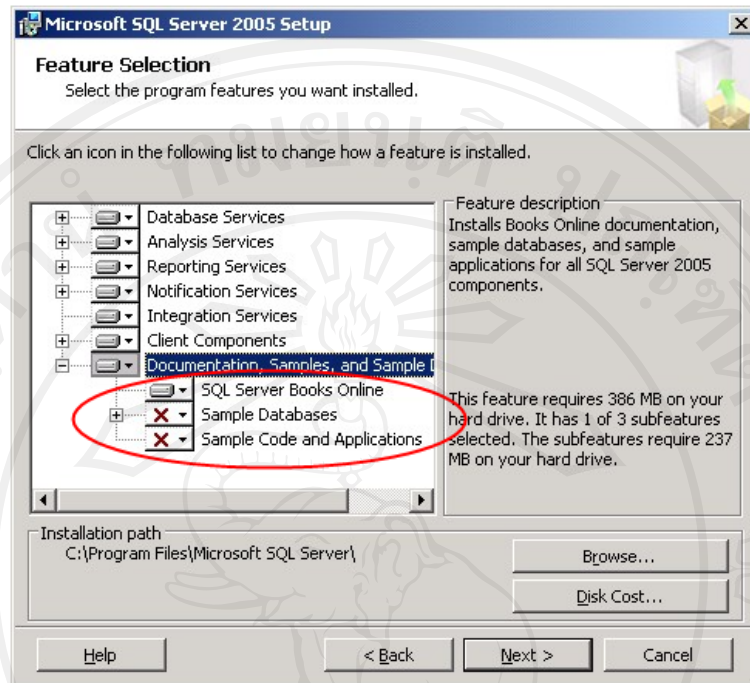 Microsoft SQL Server 2005 Setup
Feature Selection
Select the program features you want installed.
Click an icon in the following list to change how a feature is installed.
Database Services
Analysis Services
Reporting Services
Notification Services
Integration Services
Client Components
Documentation, Samples, and Sample D
SQL Server Books Online
Sample Databases
Sample Code and Applications
Feature description
Installs Books Online documentation,
sample databases, and sample
applications for all SQL Server 2005
components.
This feature requires 386 MB on your
hard drive. It has 1 of 3 subfeatures
selected. The subfeatures require 237
MB on your hard drive.
Installation path
C:\Program Files\Microsoft SQL Server\
Browse...
Disk Cost...
Help
< Back
Next >
Cancel